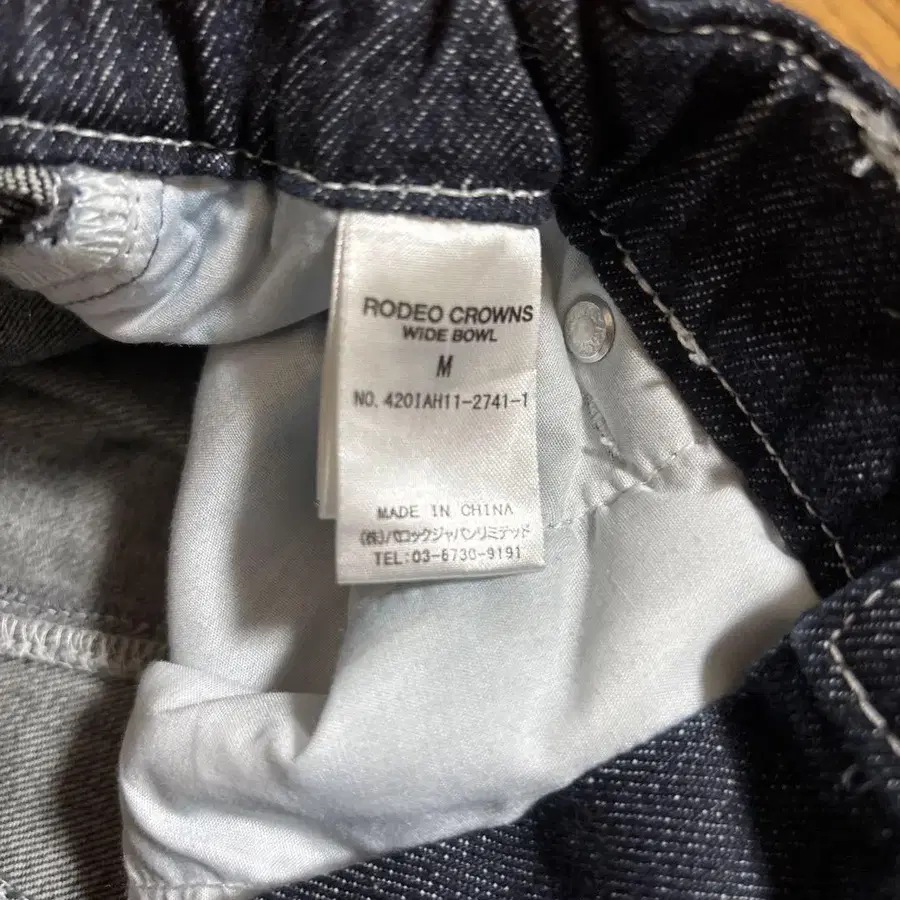 RODEO CROWNS
WIDE BOWL
M
NO. 420IAH11-2741-1
MADE IN CHINA
(株)バロックジャパンリミテッド
TEL:03-6730-9191